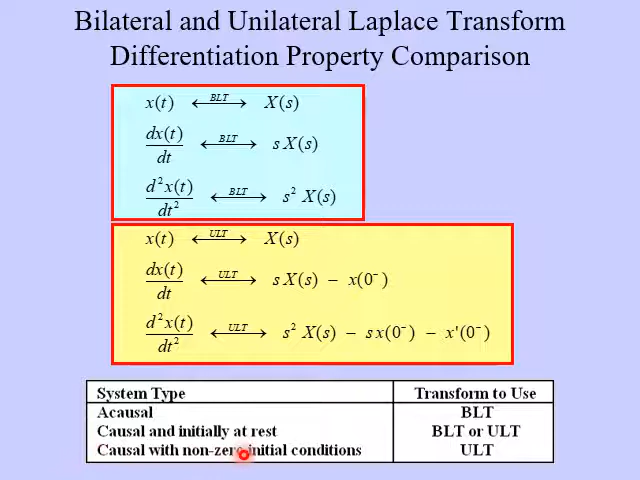 Bilateral and Unilateral Laplace Transform
Differentiation Property Comparison
x(t) ⟷ᴮᴸᵀ X(s)
dx(t)/dt ⟷ᴮᴸᵀ s X(s)
d²x(t)/dt² ⟷ᴮᴸᵀ s² X(s)
x(t) ⟷ᵁᴸᵀ X(s)
dx(t)/dt ⟷ᵁᴸᵀ s X(s) − x(0⁻)
d²x(t)/dt² ⟷ᵁᴸᵀ s² X(s) − sx(0⁻) − x'(0⁻)
System Type Transform to Use
Acausal BLT
Causal and initially at rest BLT or ULT
Causal with non-zero initial conditions ULT